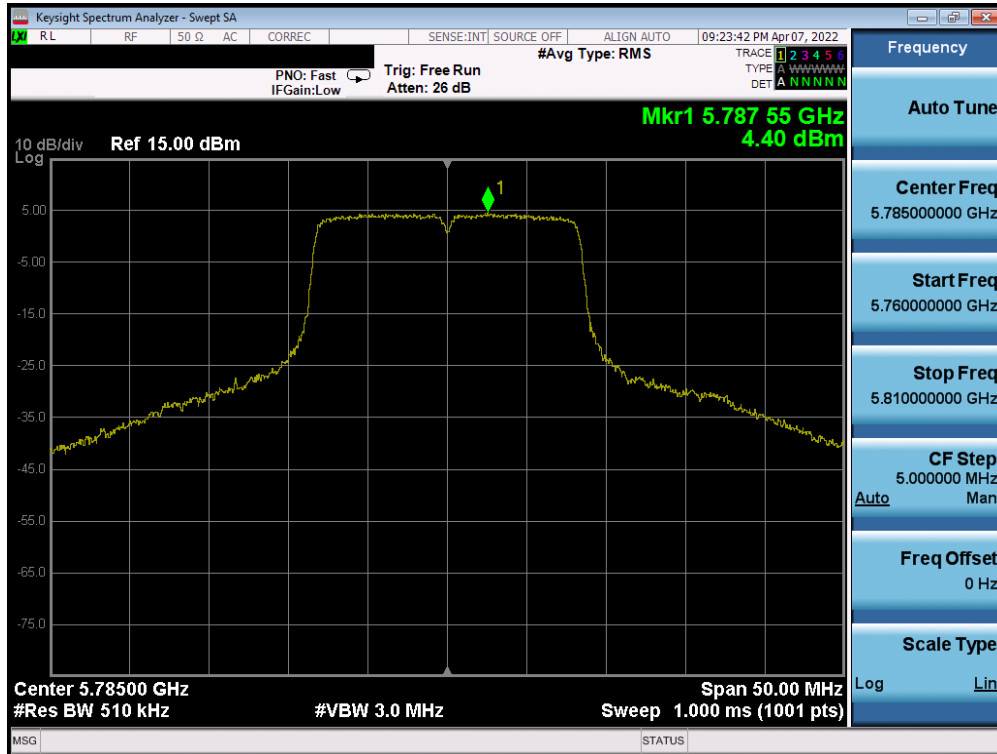 Keysight Spectrum Analyzer - Swept SA
LXI RL RF 50 Ω AC CORREC SENSE:INT SOURCE OFF ALIGN AUTO 09:23:42 PM Apr 07, 2022
#Avg Type: RMS
TRACE 1 2 3 4 5 6
TYPE A WWWWW
DET A N N N N N
PNO: Fast Trig: Free Run
IFGain:Low Atten: 26 dB
Mkr1 5.787 55 GHz
4.40 dBm
10 dB/div Ref 15.00 dBm
Log
1
5.00
-5.00
-15.0
-25.0
-35.0
-45.0
-55.0
-65.0
-75.0
Center 5.78500 GHz Span 50.00 MHz
#Res BW 510 kHz #VBW 3.0 MHz Sweep 1.000 ms (1001 pts)
MSG STATUS
Frequency
Auto Tune
Center Freq
5.785000000 GHz
Start Freq
5.760000000 GHz
Stop Freq
5.810000000 GHz
CF Step
5.000000 MHz
Auto Man
Freq Offset
0 Hz
Scale Type
Log Lin